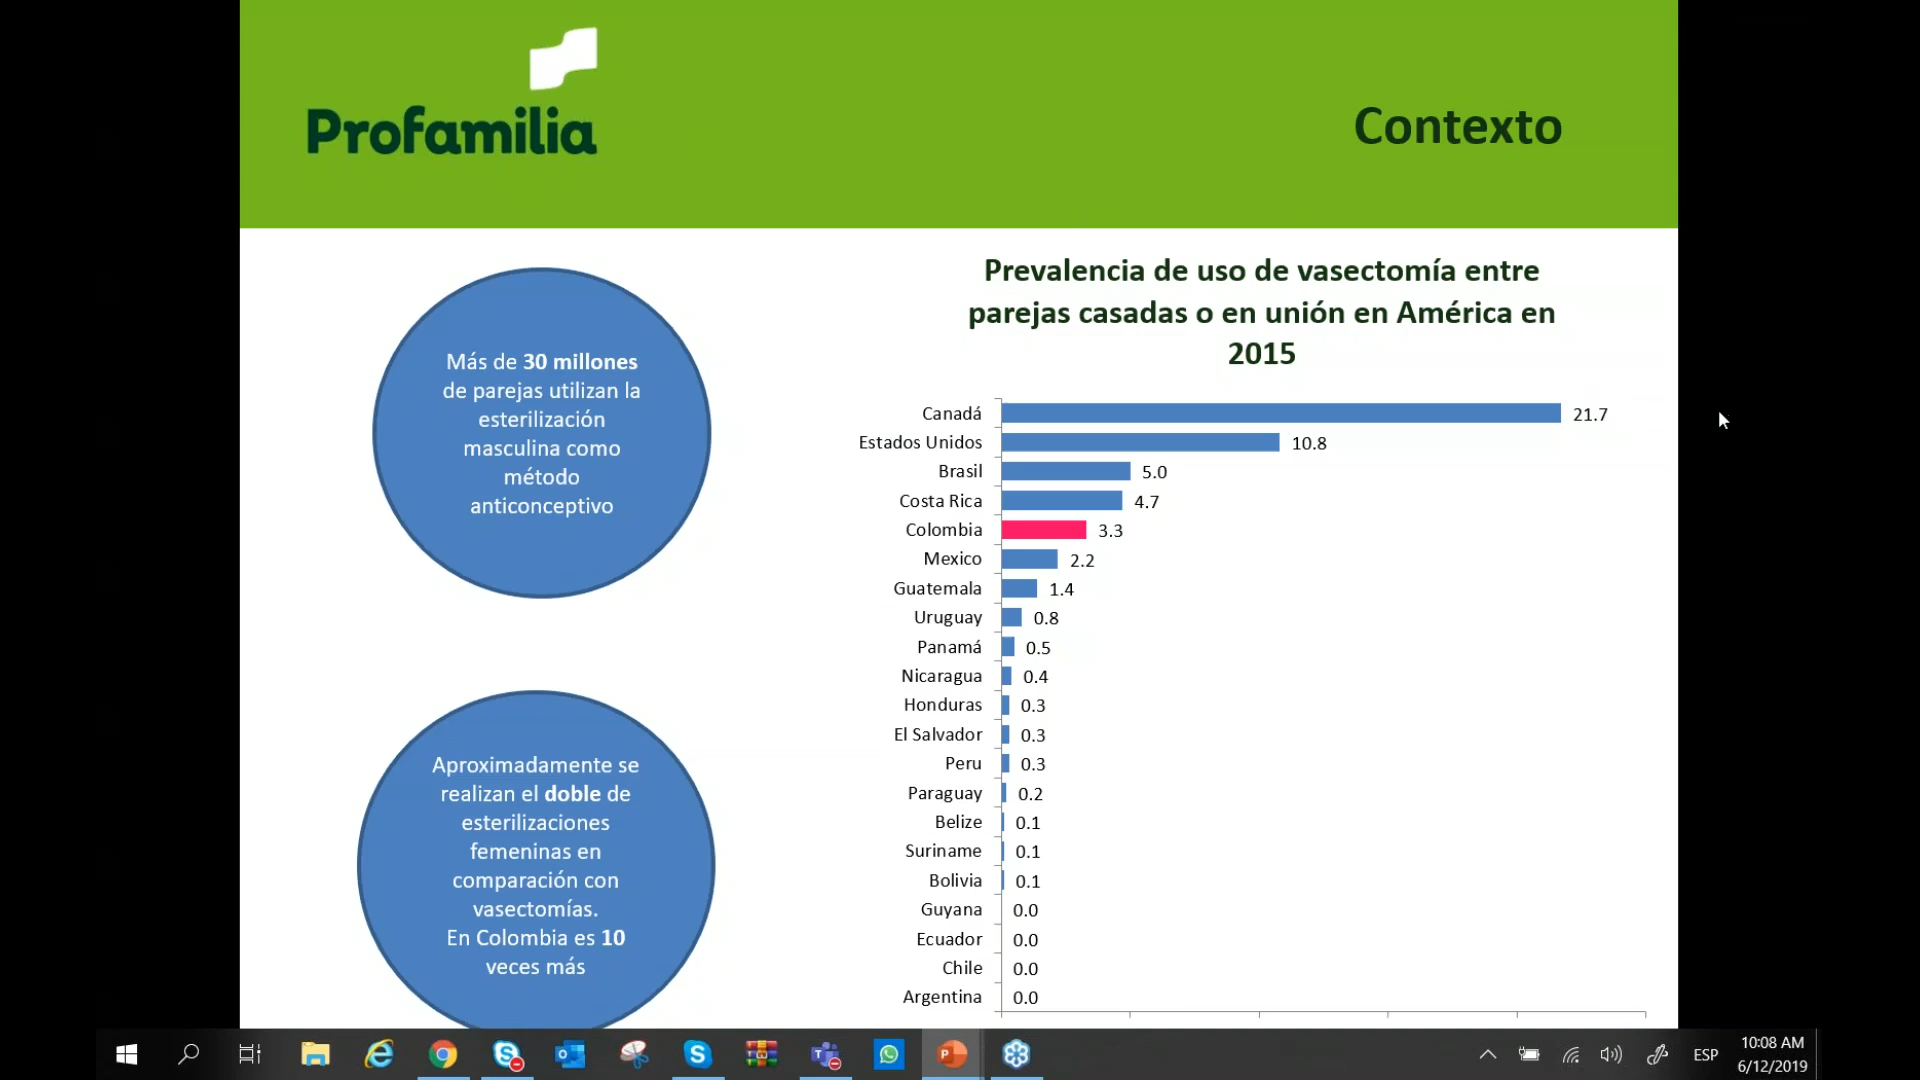 Profamilia
Contexto
Más de 30 millones
de parejas utilizan la
esterilización
masculina como
método
anticonceptivo
Aproximadamente se
realizan el doble de
esterilizaciones
femeninas en
comparación con
vasectomías.
En Colombia es 10
veces más
Prevalencia de uso de vasectomía entre
parejas casadas o en unión en América en
2015
Canadá 21.7
Estados Unidos 10.8
Brasil 5.0
Costa Rica 4.7
Colombia 3.3
Mexico 2.2
Guatemala 1.4
Uruguay 0.8
Panamá 0.5
Nicaragua 0.4
Honduras 0.3
El Salvador 0.3
Peru 0.3
Paraguay 0.2
Belize 0.1
Suriname 0.1
Bolivia 0.1
Guyana 0.0
Ecuador 0.0
Chile 0.0
Argentina 0.0
ESP
10:08 AM
6/12/2019